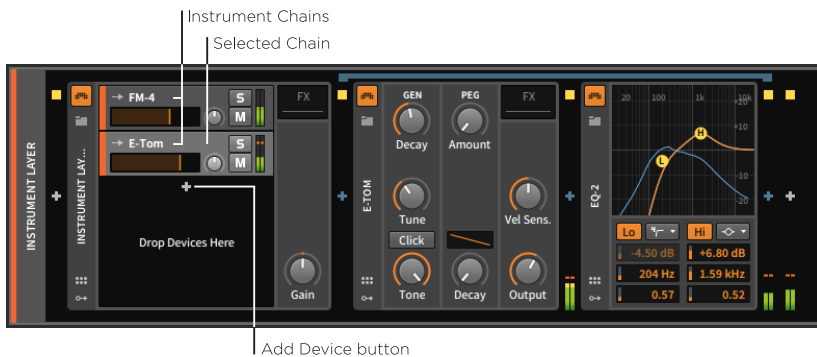 Instrument Chains
Selected Chain
INSTRUMENT LAYER
INSTRUMENT LAY...
FM-4
S
M
E-Tom
S
M
Drop Devices Here
FX
Gain
E-TOM
GEN
PEG
FX
Decay
Amount
Tune
Vel Sens.
Click
Tone
Decay
Output
EQ-2
20 100 1k 10k
+20
+10
-10
-20
L
H
Lo
Hi
-4.50 dB
+6.80 dB
204 Hz
1.59 kHz
0.57
0.52
Add Device button